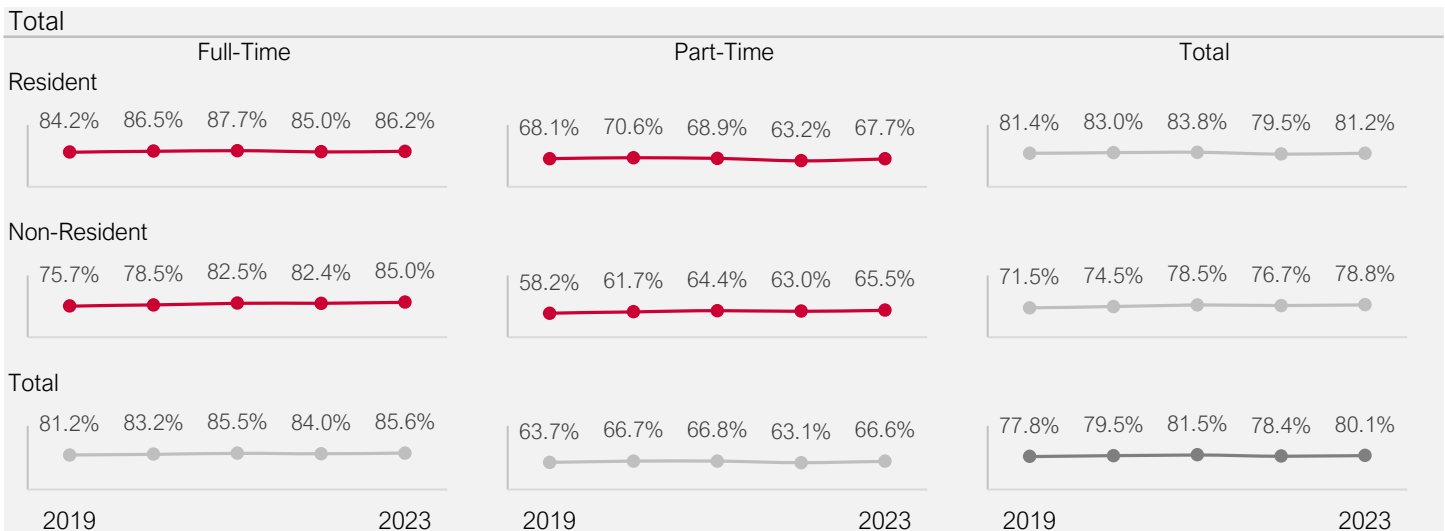 Total
Full-Time Part-Time Total
Resident
84.2% 86.5% 87.7% 85.0% 86.2% 68.1% 70.6% 68.9% 63.2% 67.7% 81.4% 83.0% 83.8% 79.5% 81.2%
Non-Resident
75.7% 78.5% 82.5% 82.4% 85.0% 58.2% 61.7% 64.4% 63.0% 65.5% 71.5% 74.5% 78.5% 76.7% 78.8%
Total
81.2% 83.2% 85.5% 84.0% 85.6% 63.7% 66.7% 66.8% 63.1% 66.6% 77.8% 79.5% 81.5% 78.4% 80.1%
2019 2023 2019 2023 2019 2023